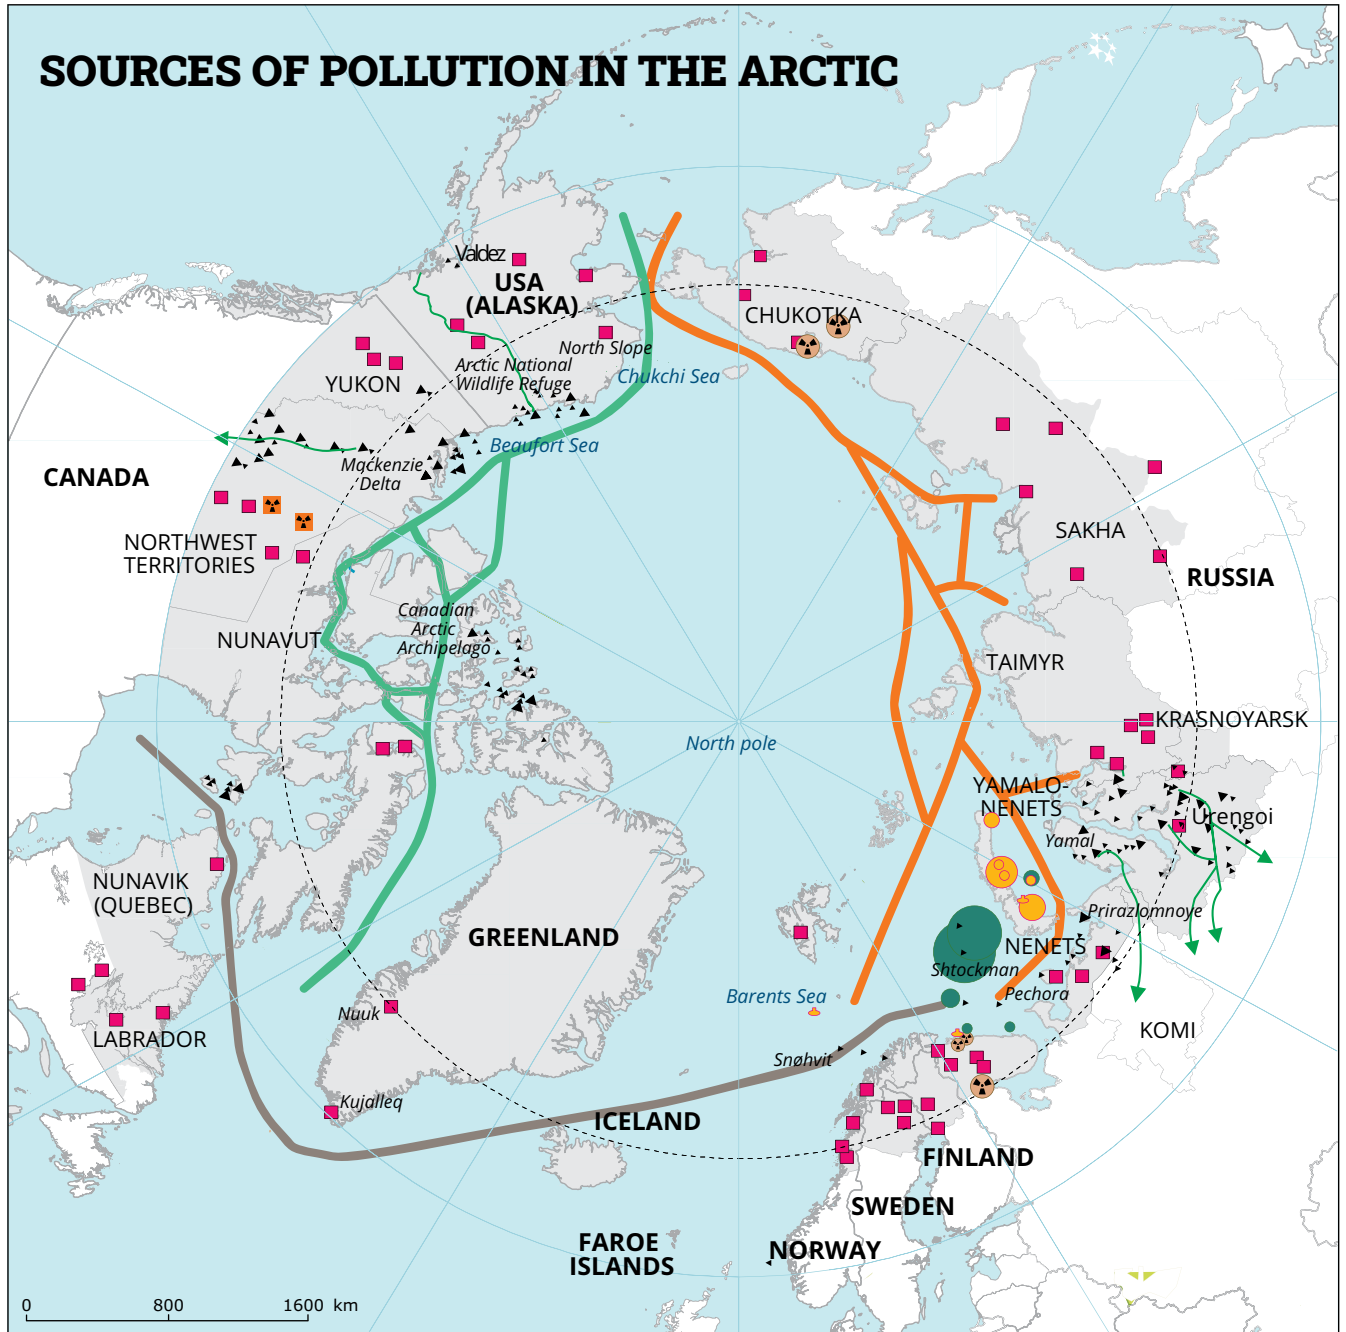 SOURCES OF POLLUTION IN THE ARCTIC
Valdez
USA
(ALASKA)
CHUKOTKA
North Slope
Arctic National
Wildlife Refuge
Chukchi Sea
YUKON
Beaufort Sea
Mackenzie
Delta
CANADA
NORTHWEST
TERRITORIES
SAKHA
RUSSIA
Canadian
Arctic
Archipelago
NUNAVUT
TAIMYR
KRASNOYARSK
North pole
YAMALO-
NENETS
Urengoi
Yamal
NUNAVIK
(QUEBEC)
Prirazlomnoye
GREENLAND
NENETS
Shtockman
Pechora
Barents Sea
Nuuk
KOMI
LABRADOR
Snøhvit
Kujalleq
ICELAND
FINLAND
SWEDEN
FAROE
ISLANDS
NORWAY
0 800 1600 km